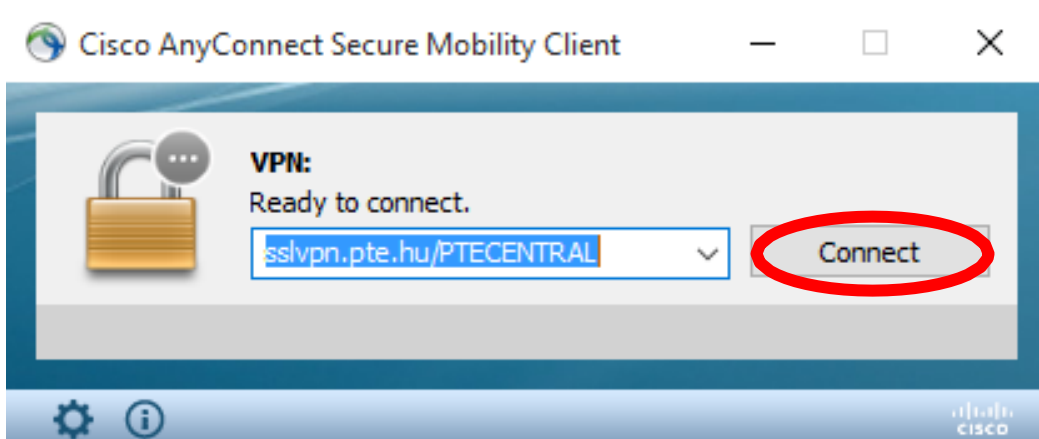 Cisco AnyConnect Secure Mobility Client
VPN:
Ready to connect.
sslvpn.pte.hu/PTECENTRAL
Connect
CISCO